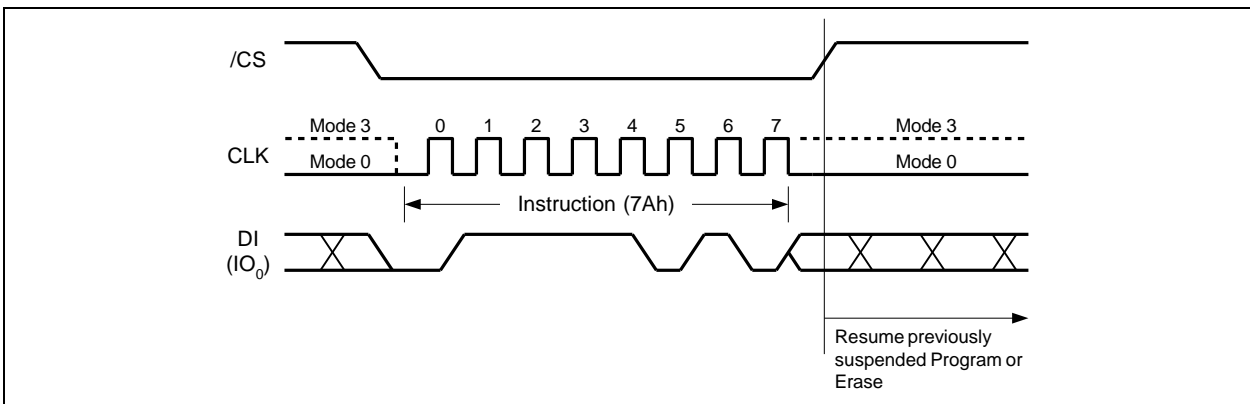 /CS
Mode 3 0 1 2 3 4 5 6 7 Mode 3
CLK
Mode 0 Mode 0
Instruction (7Ah)
DI
(IO0)
Resume previously
suspended Program or
Erase